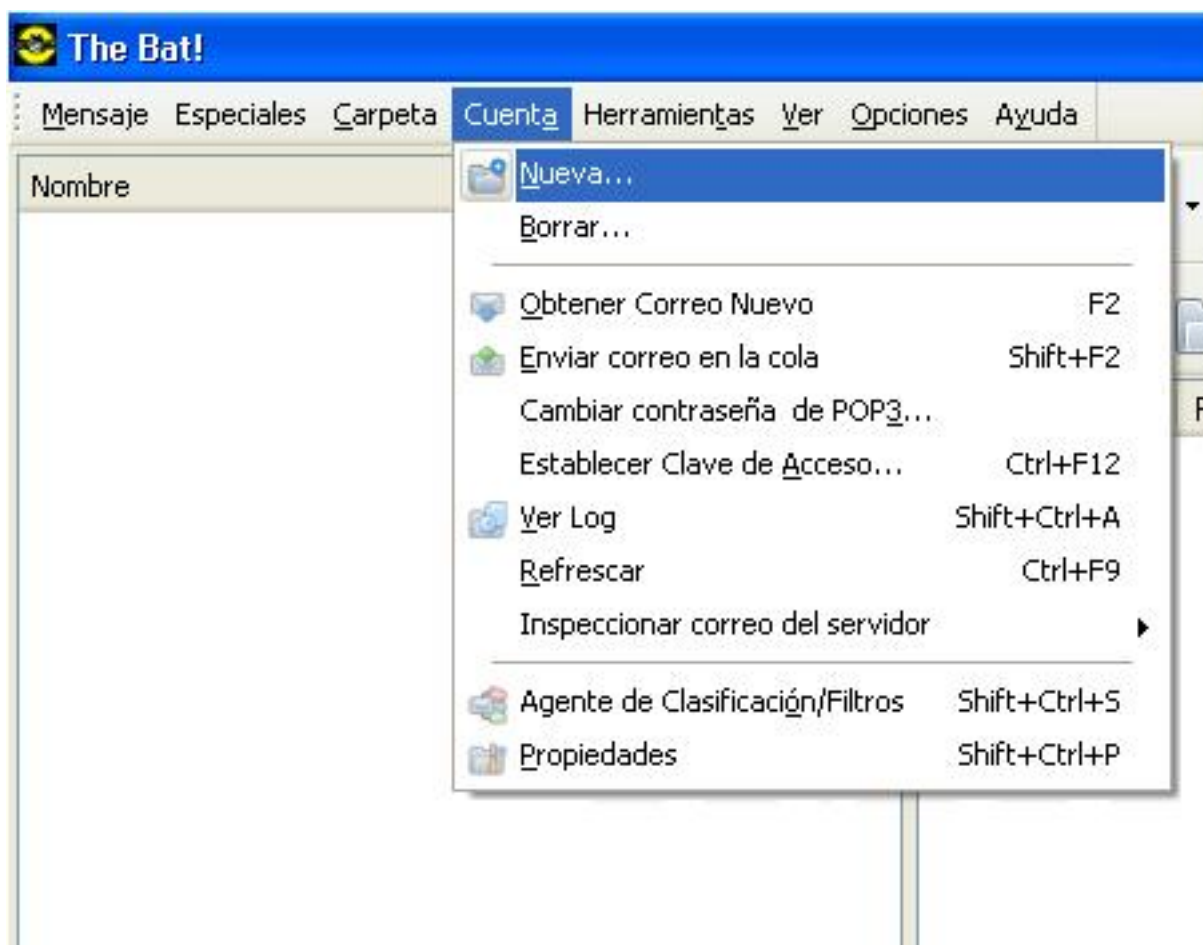 The Bat!
Mensaje Especiales Carpeta Cuenta Herramientas Ver Opciones Ayuda
Nombre
Nueva...
Borrar...
Obtener Correo Nuevo F2
Enviar correo en la cola Shift+F2
Cambiar contraseña de POP3...
Establecer Clave de Acceso... Ctrl+F12
Ver Log Shift+Ctrl+A
Refrescar Ctrl+F9
Inspeccionar correo del servidor
Agente de Clasificación/Filtros Shift+Ctrl+S
Propiedades Shift+Ctrl+P